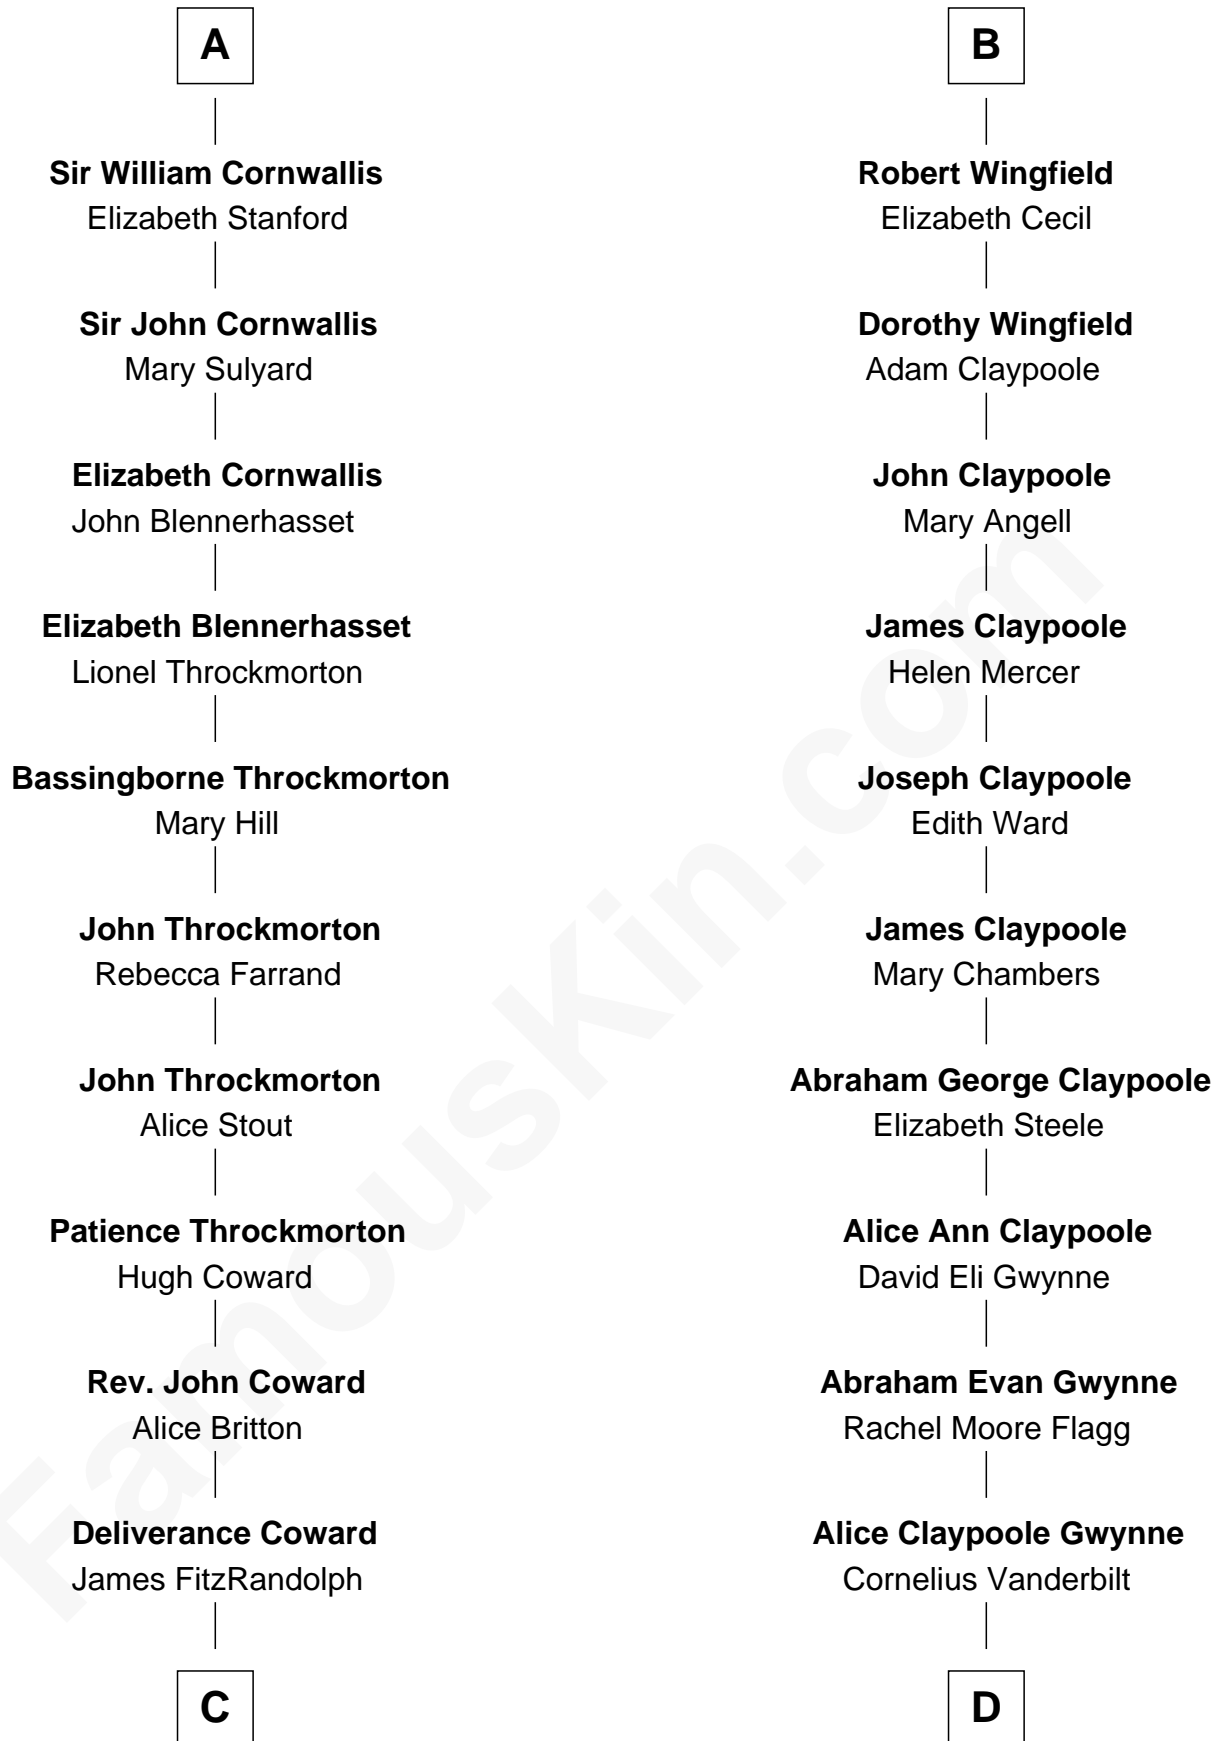 A
Sir William Cornwallis
Elizabeth Stanford
Sir John Cornwallis
Mary Sulyard
Elizabeth Cornwallis
John Blennerhasset
Elizabeth Blennerhasset
Lionel Throckmorton
Bassingborne Throckmorton
Mary Hill
John Throckmorton
Rebecca Farrand
John Throckmorton
Alice Stout
Patience Throckmorton
Hugh Coward
Rev. John Coward
Alice Britton
Deliverance Coward
James FitzRandolph
C
B
Robert Wingfield
Elizabeth Cecil
Dorothy Wingfield
Adam Claypoole
John Claypoole
Mary Angell
James Claypoole
Helen Mercer
Joseph Claypoole
Edith Ward
James Claypoole
Mary Chambers
Abraham George Claypoole
Elizabeth Steele
Alice Ann Claypoole
David Eli Gwynne
Abraham Evan Gwynne
Rachel Moore Flagg
Alice Claypoole Gwynne
Cornelius Vanderbilt
D
FamousKin.com